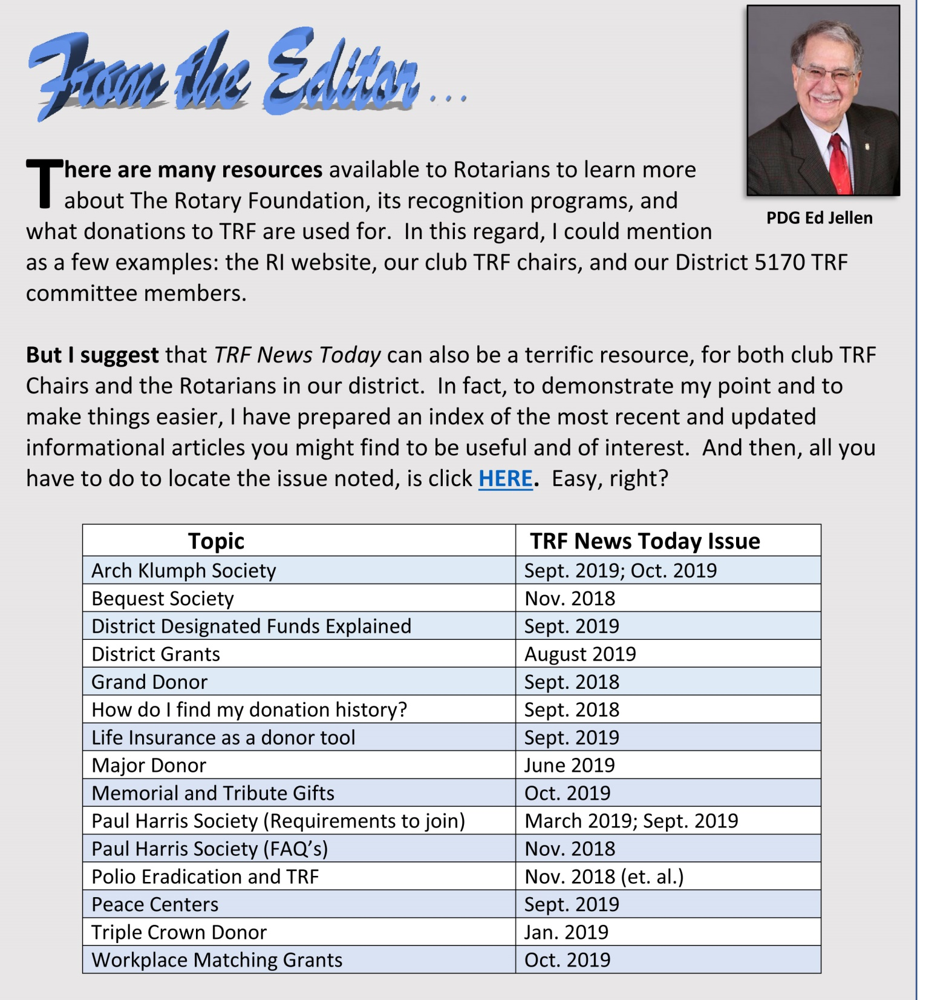 From the Editor...
There are many resources available to Rotarians to learn more
about The Rotary Foundation, its recognition programs, and
what donations to TRF are used for. In this regard, I could mention
as a few examples: the RI website, our club TRF chairs, and our District 5170 TRF
committee members.
PDG Ed Jellen
But I suggest that TRF News Today can also be a terrific resource, for both club TRF
Chairs and the Rotarians in our district. In fact, to demonstrate my point and to
make things easier, I have prepared an index of the most recent and updated
informational articles you might find to be useful and of interest. And then, all you
have to do to locate the issue noted, is click HERE. Easy, right?
Topic TRF News Today Issue
Arch Klumph Society Sept. 2019; Oct. 2019
Bequest Society Nov. 2018
District Designated Funds Explained Sept. 2019
District Grants August 2019
Grand Donor Sept. 2018
How do I find my donation history? Sept. 2018
Life Insurance as a donor tool Sept. 2019
Major Donor June 2019
Memorial and Tribute Gifts Oct. 2019
Paul Harris Society (Requirements to join) March 2019; Sept. 2019
Paul Harris Society (FAQ’s) Nov. 2018
Polio Eradication and TRF Nov. 2018 (et. al.)
Peace Centers Sept. 2019
Triple Crown Donor Jan. 2019
Workplace Matching Grants Oct. 2019